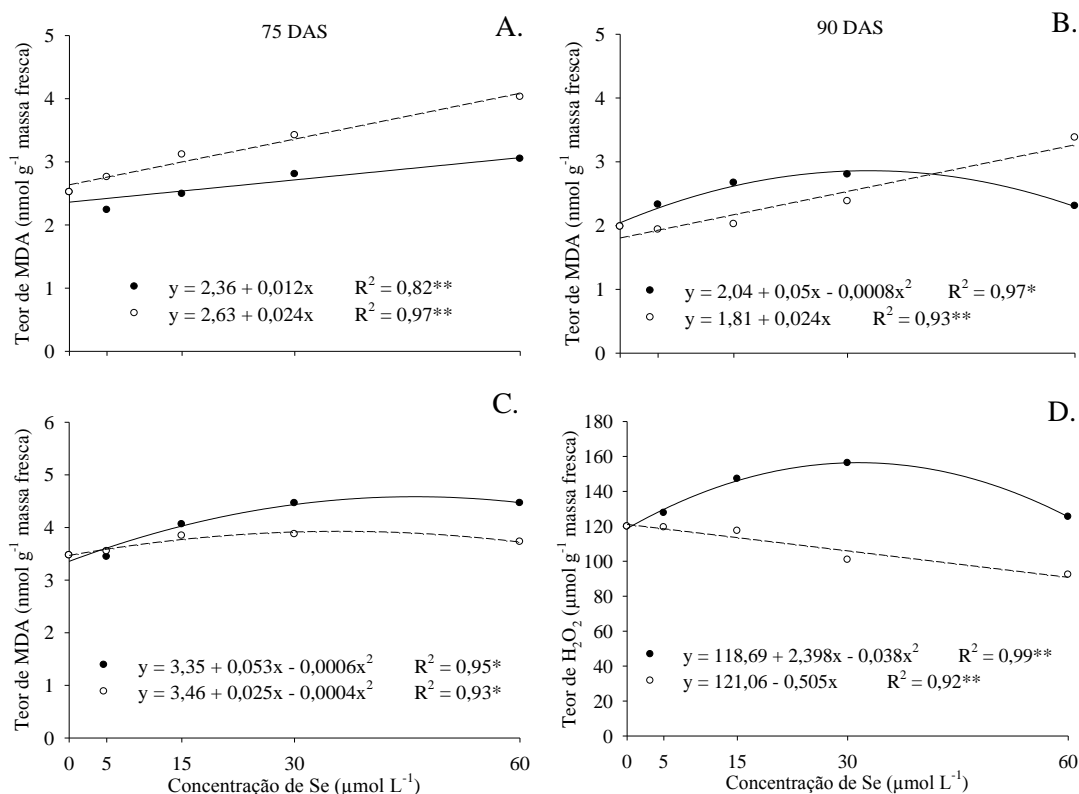 75 DAS
A.
Teor de MDA (nmol g⁻¹ massa fresca)
5
4
3
2
1
0
y = 2,36 + 0,012x R² = 0,82**
y = 2,63 + 0,024x R² = 0,97**
90 DAS
B.
Teor de MDA (nmol g⁻¹ massa fresca)
5
4
3
2
1
0
y = 2,04 + 0,05x - 0,0008x² R² = 0,97*
y = 1,81 + 0,024x R² = 0,93**
0 5 15 30 60
C.
Teor de MDA (nmol g⁻¹ massa fresca)
6
5
4
3
2
1
0
y = 3,35 + 0,053x - 0,0006x² R² = 0,95*
y = 3,46 + 0,025x - 0,0004x² R² = 0,93*
0 5 15 30 60
Concentração de Se (µmol L⁻¹)
D.
Teor de H₂O₂ (µmol g⁻¹ massa fresca)
180
160
140
120
100
80
60
40
20
0
y = 118,69 + 2,398x - 0,038x² R² = 0,99**
y = 121,06 - 0,505x R² = 0,92**
0 5 15 30 60
Concentração de Se (µmol L⁻¹)